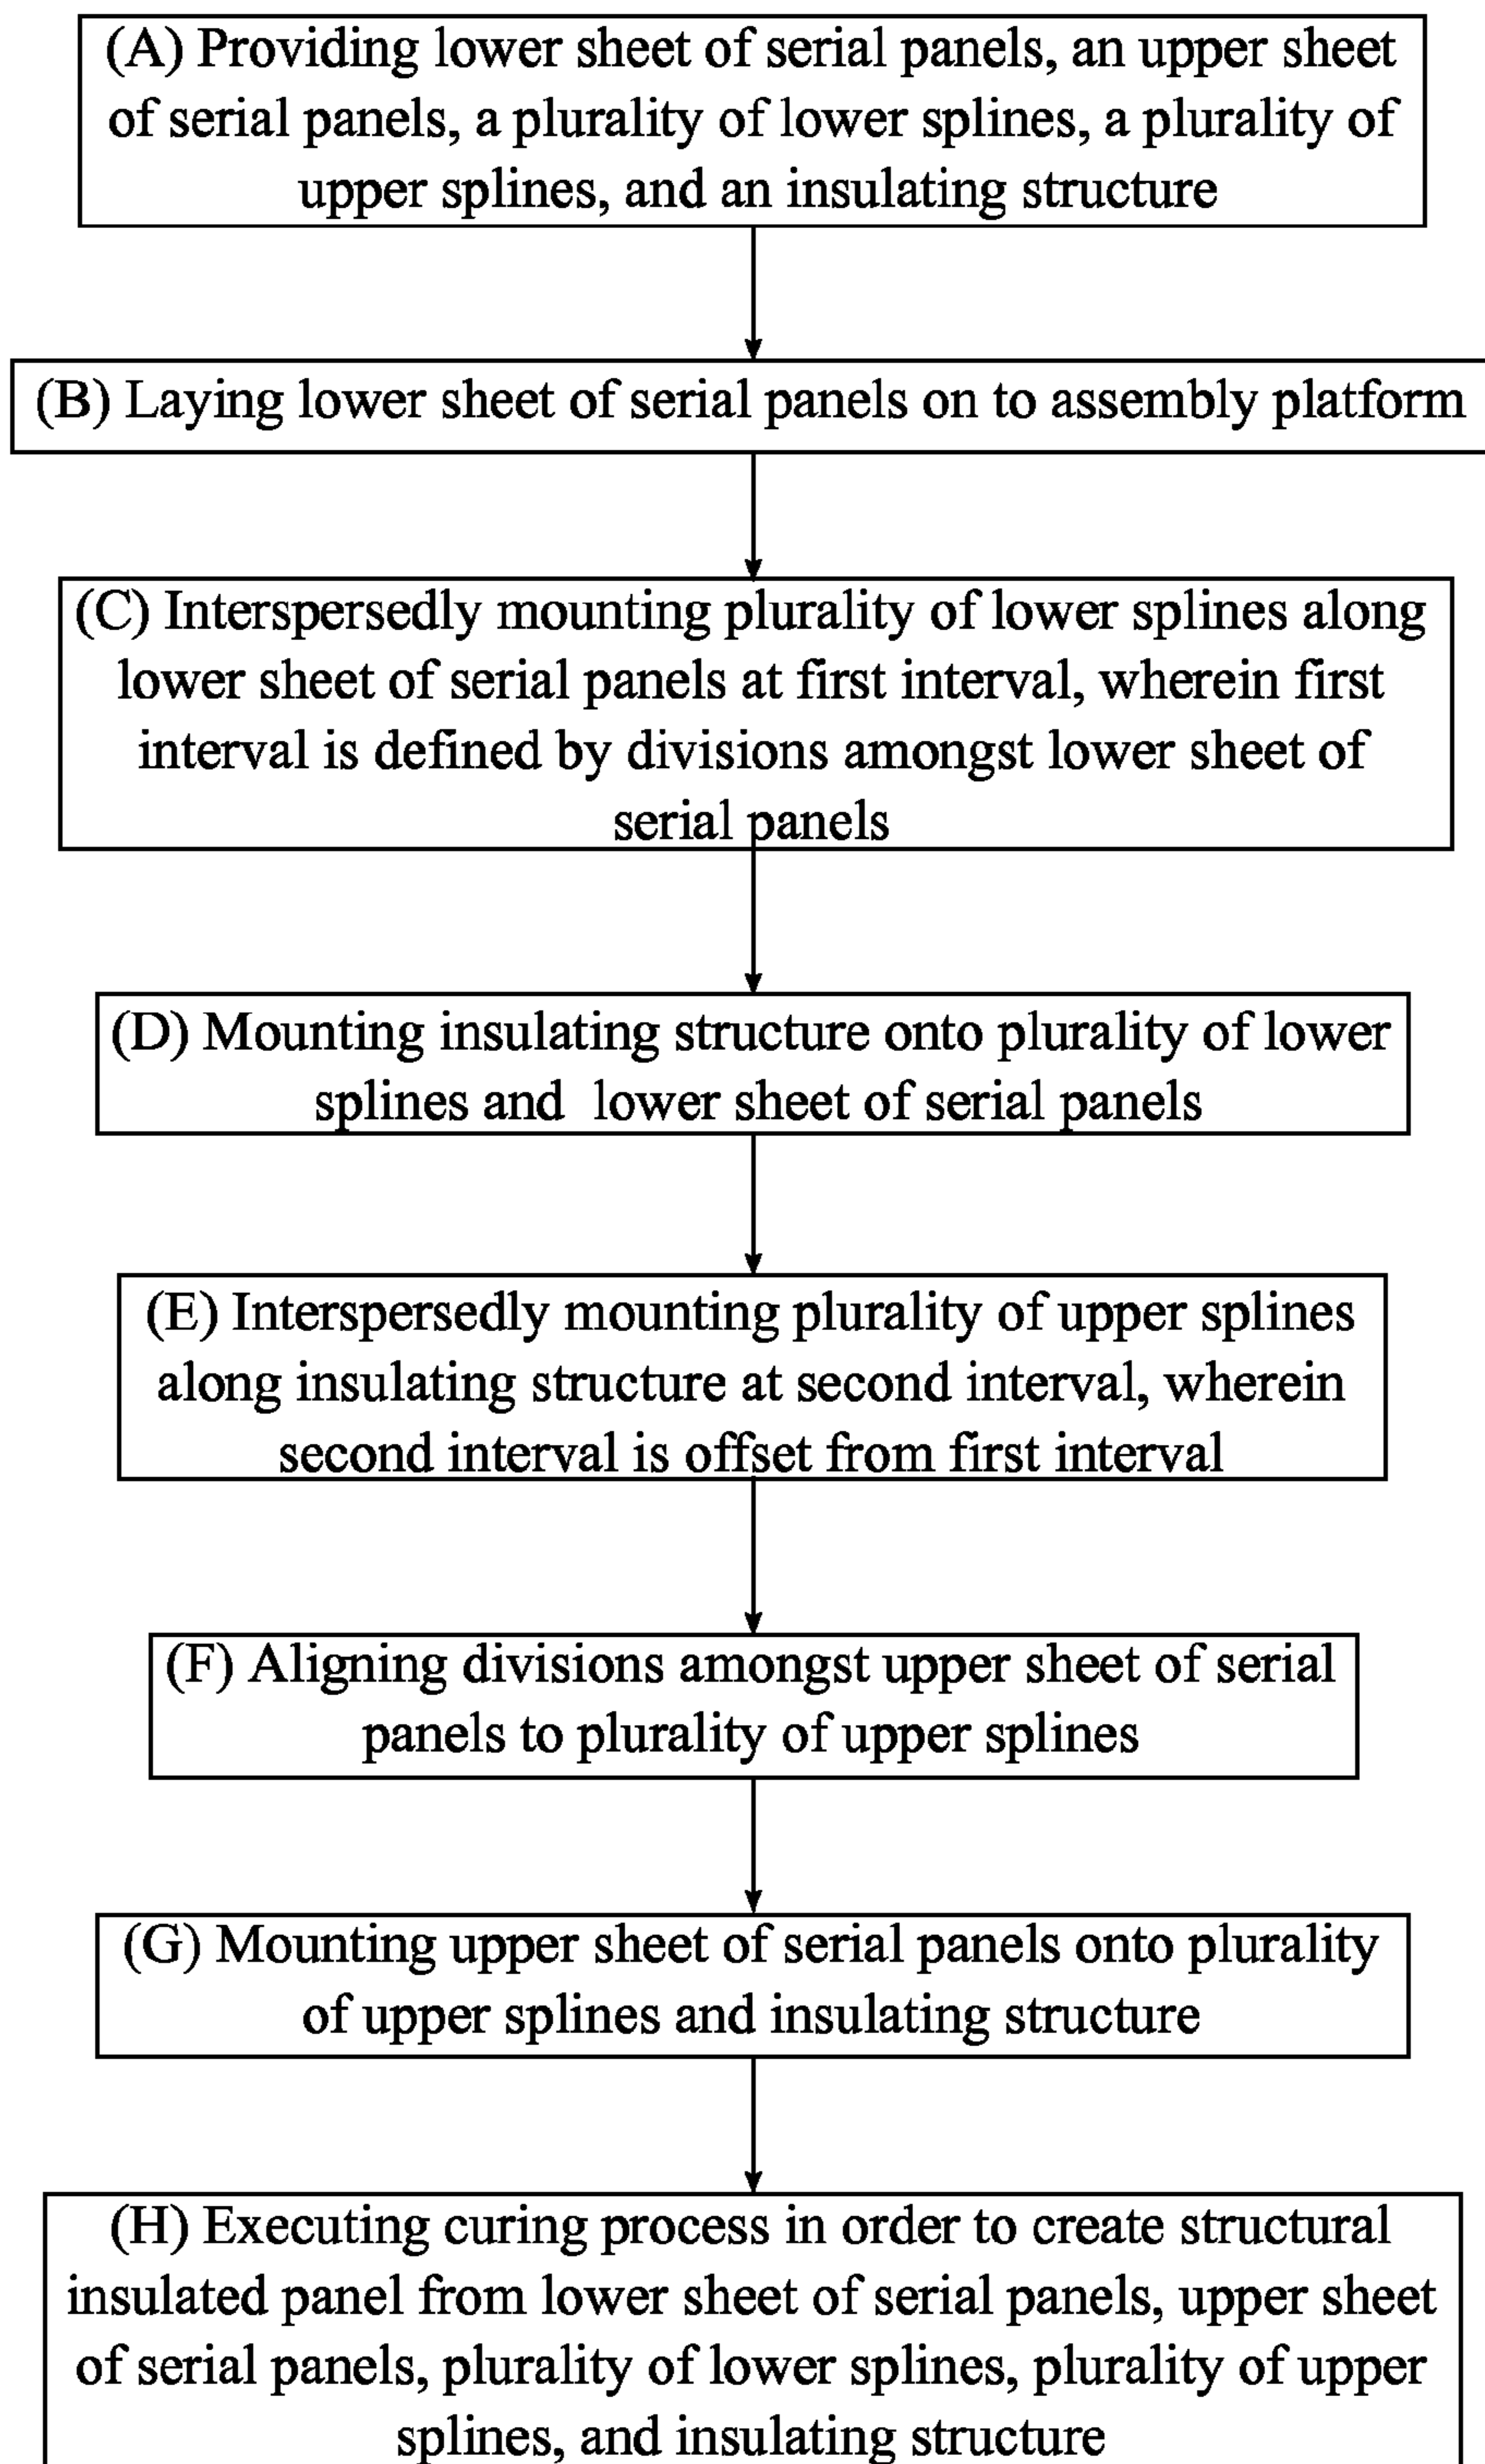 (A) Providing lower sheet of serial panels, an upper sheet
of serial panels, a plurality of lower splines, a plurality of
upper splines, and an insulating structure
(B) Laying lower sheet of serial panels on to assembly platform
(C) Interspersedly mounting plurality of lower splines along
lower sheet of serial panels at first interval, wherein first
interval is defined by divisions amongst lower sheet of
serial panels
(D) Mounting insulating structure onto plurality of lower
splines and lower sheet of serial panels
(E) Interspersedly mounting plurality of upper splines
along insulating structure at second interval, wherein
second interval is offset from first interval
(F) Aligning divisions amongst upper sheet of serial
panels to plurality of upper splines
(G) Mounting upper sheet of serial panels onto plurality
of upper splines and insulating structure
(H) Executing curing process in order to create structural
insulated panel from lower sheet of serial panels, upper sheet
of serial panels, plurality of lower splines, plurality of upper
splines, and insulating structure